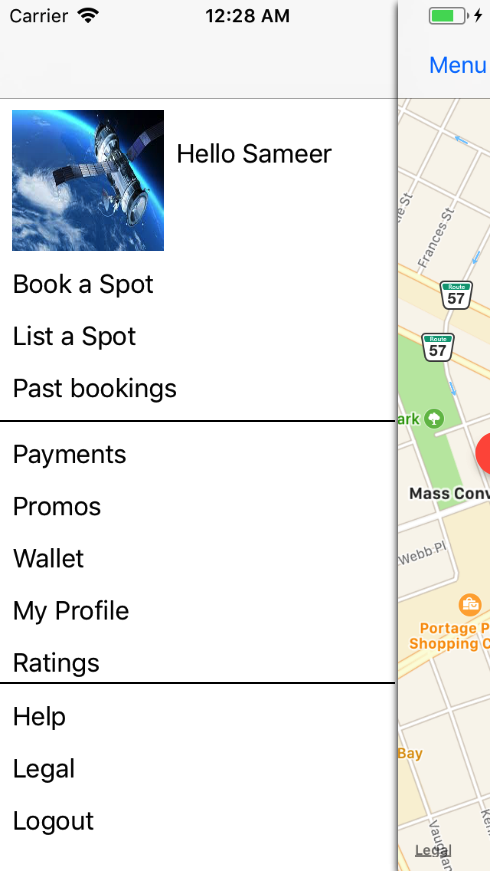 Carrier 12:28 AM
Menu
Hello Sameer
Book a Spot
List a Spot
Past bookings
Payments
Promos
Wallet
My Profile
Ratings
Help
Legal
Logout
Frances St
Route
57
Route
57
Mass Conv
Webb Pl
Portage P
Shopping C
Bay
Legal